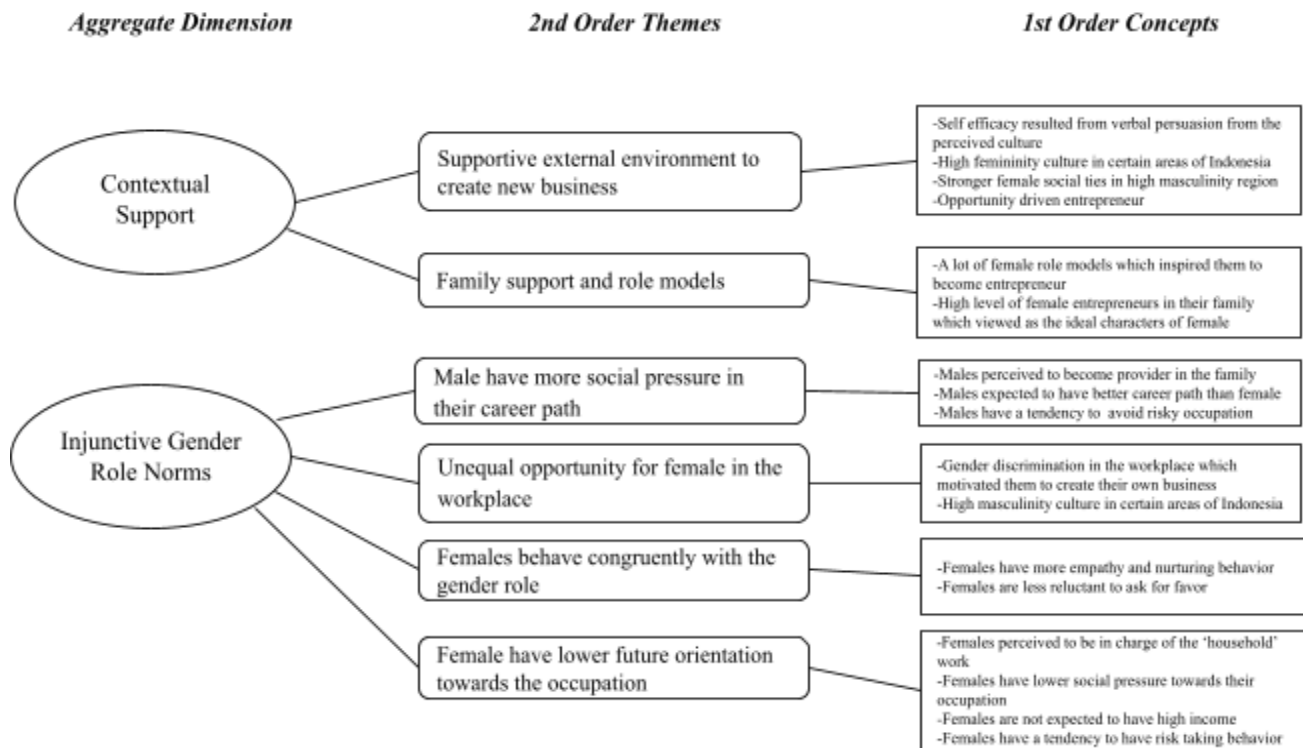 Aggregate Dimension
2nd Order Themes
1st Order Concepts
Contextual
Support
Supportive external environment to
create new business
-Self efficacy resulted from verbal persuasion from the
perceived culture
-High femininity culture in certain areas of Indonesia
-Stronger female social ties in high masculinity region
-Opportunity driven entrepreneur
Family support and role models
-A lot of female role models which inspired them to
become entrepreneur
-High level of female entrepreneurs in their family
which viewed as the ideal characters of female
Injunctive Gender
Role Norms
Male have more social pressure in
their career path
-Males perceived to become provider in the family
-Males expected to have better career path than female
-Males have a tendency to avoid risky occupation
Unequal opportunity for female in the
workplace
-Gender discrimination in the workplace which
motivated them to create their own business
-High masculinity culture in certain areas of Indonesia
Females behave congruently with the
gender role
-Females have more empathy and nurturing behavior
-Females are less reluctant to ask for favor
Female have lower future orientation
towards the occupation
-Females perceived to be in charge of the ‘household’
work
-Females have lower social pressure towards their
occupation
-Females are not expected to have high income
-Females have a tendency to have risk taking behavior